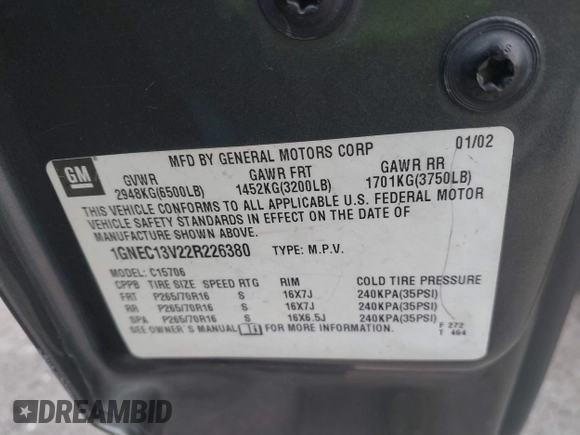 MFD BY GENERAL MOTORS CORP 01/02
GM
GVWR GAWR FRT GAWR RR
2948KG(6500LB) 1452KG(3200LB) 1701KG(3750LB)
THIS VEHICLE CONFORMS TO ALL APPLICABLE U.S. FEDERAL MOTOR
VEHICLE SAFETY STANDARDS IN EFFECT ON THE DATE OF
MANUFACTURE SHOWN ABOVE.
1GNEC13V22R226380 TYPE: M.P.V.
MODEL: C15706
CPPB TIRE SIZE SPEED RTG RIM COLD TIRE PRESSURE
FRT P265/70R16 S 16X7J 240KPA(35PSI)
RR P265/70R16 S 16X7J 240KPA(35PSI)
SPA P265/70R16 S 16X6.5J 240KPA(35PSI)
SEE OWNER'S MANUAL FOR MORE INFORMATION.
F 272
T 464
S
DREAMBID